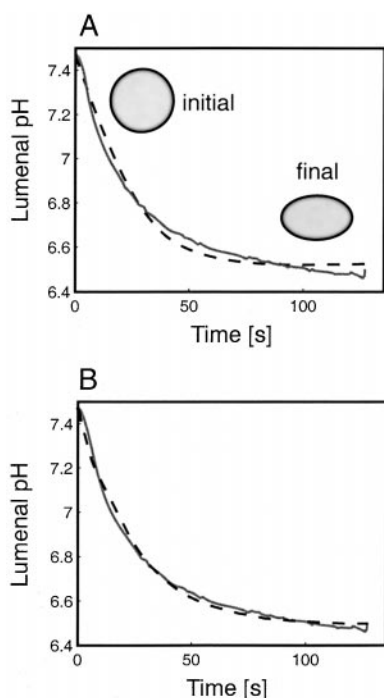 A
7.4
7.2
7
6.8
6.6
6.4
Lumenal pH
initial
final
0
50
100
Time [s]
B
7.4
7.2
7
6.8
6.6
6.4
Lumenal pH
0
50
100
Time [s]